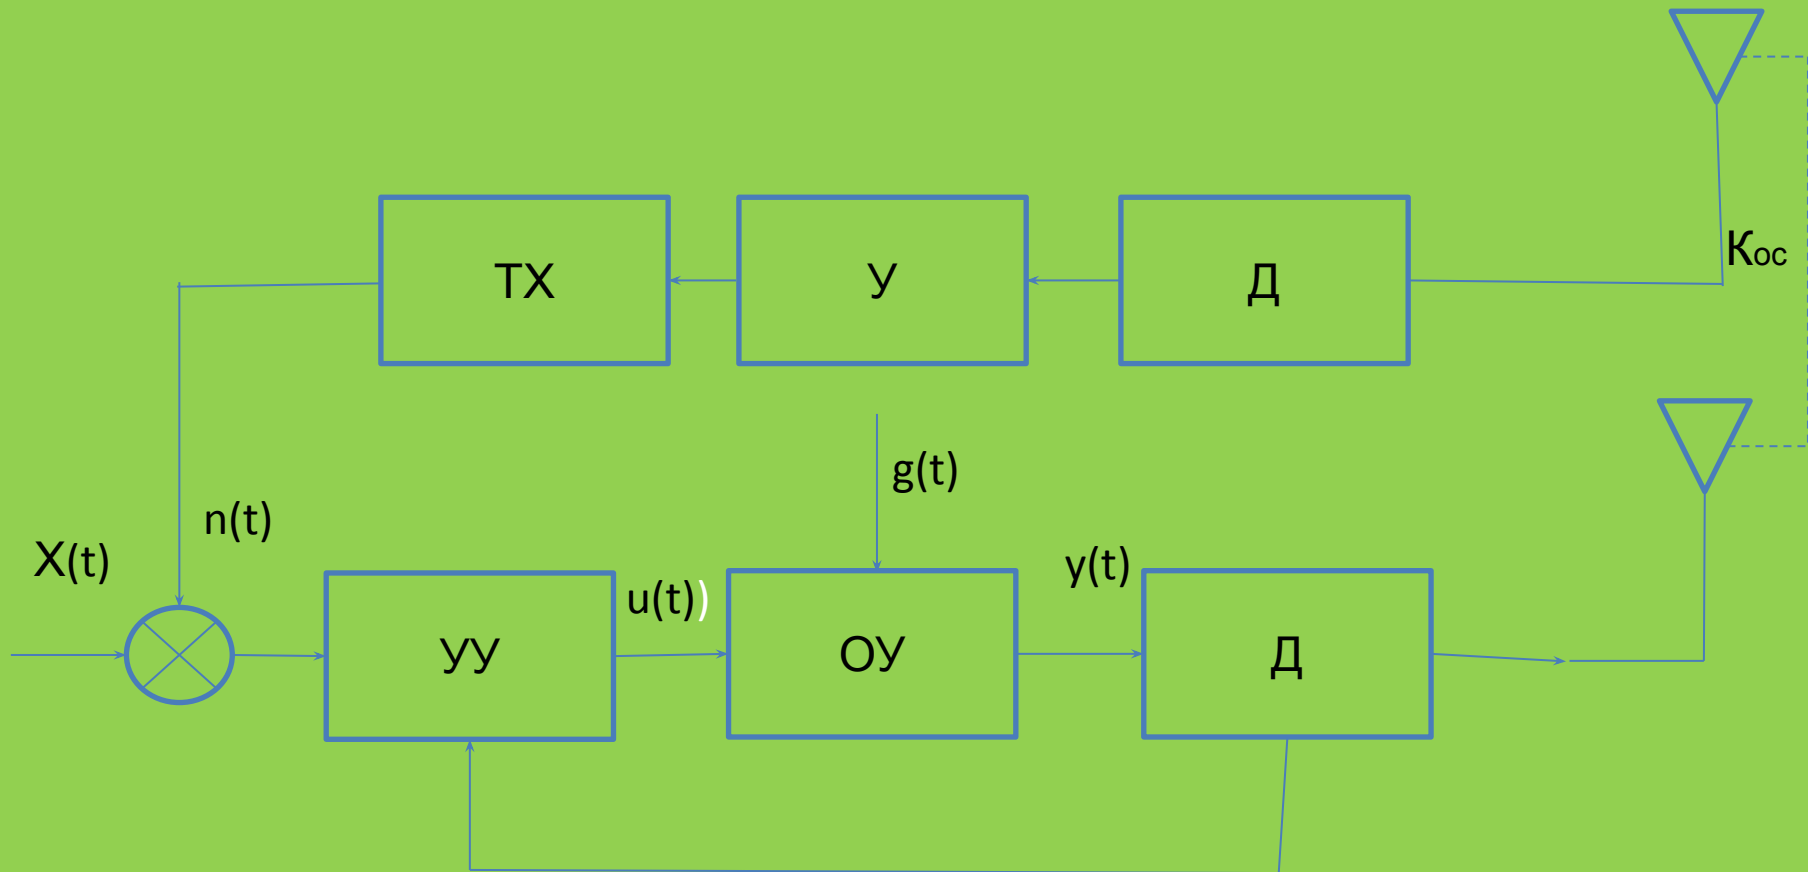 Кос
ТХ
У
Д
g(t)
n(t)
X(t)
y(t)
u(t))
УУ
ОУ
Д